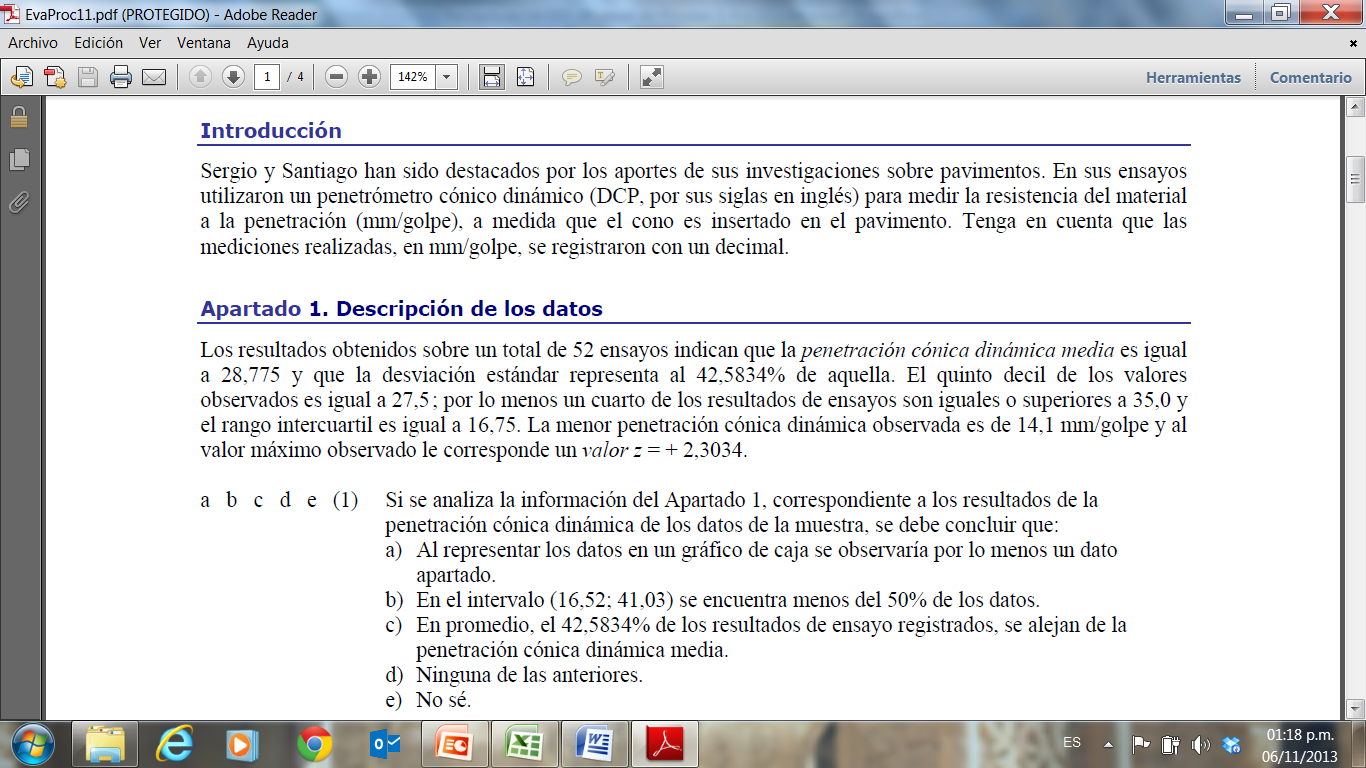 EvaProc11.pdf (PROTEGIDO) - Adobe Reader
Archivo Edición Ver Ventana Ayuda
1 / 4 142% Herramientas Comentario
Introducción
Sergio y Santiago han sido destacados por los aportes de sus investigaciones sobre pavimentos. En sus ensayos
utilizaron un penetrómetro cónico dinámico (DCP, por sus siglas en inglés) para medir la resistencia del material
a la penetración (mm/golpe), a medida que el cono es insertado en el pavimento. Tenga en cuenta que las
mediciones realizadas, en mm/golpe, se registraron con un decimal.
Apartado 1. Descripción de los datos
Los resultados obtenidos sobre un total de 52 ensayos indican que la penetración cónica dinámica media es igual
a 28,775 y que la desviación estándar representa al 42,5834% de aquella. El quinto decil de los valores
observados es igual a 27,5; por lo menos un cuarto de los resultados de ensayos son iguales o superiores a 35,0 y
el rango intercuartil es igual a 16,75. La menor penetración cónica dinámica observada es de 14,1 mm/golpe y al
valor máximo observado le corresponde un valor z = + 2,3034.
a b c d e (1) Si se analiza la información del Apartado 1, correspondiente a los resultados de la
penetración cónica dinámica de los datos de la muestra, se debe concluir que:
a) Al representar los datos en un gráfico de caja se observaría por lo menos un dato
apartado.
b) En el intervalo (16,52; 41,03) se encuentra menos del 50% de los datos.
c) En promedio, el 42,5834% de los resultados de ensayo registrados, se alejan de la
penetración cónica dinámica media.
d) Ninguna de las anteriores.
e) No sé.
ES 01:18 p.m.
06/11/2013